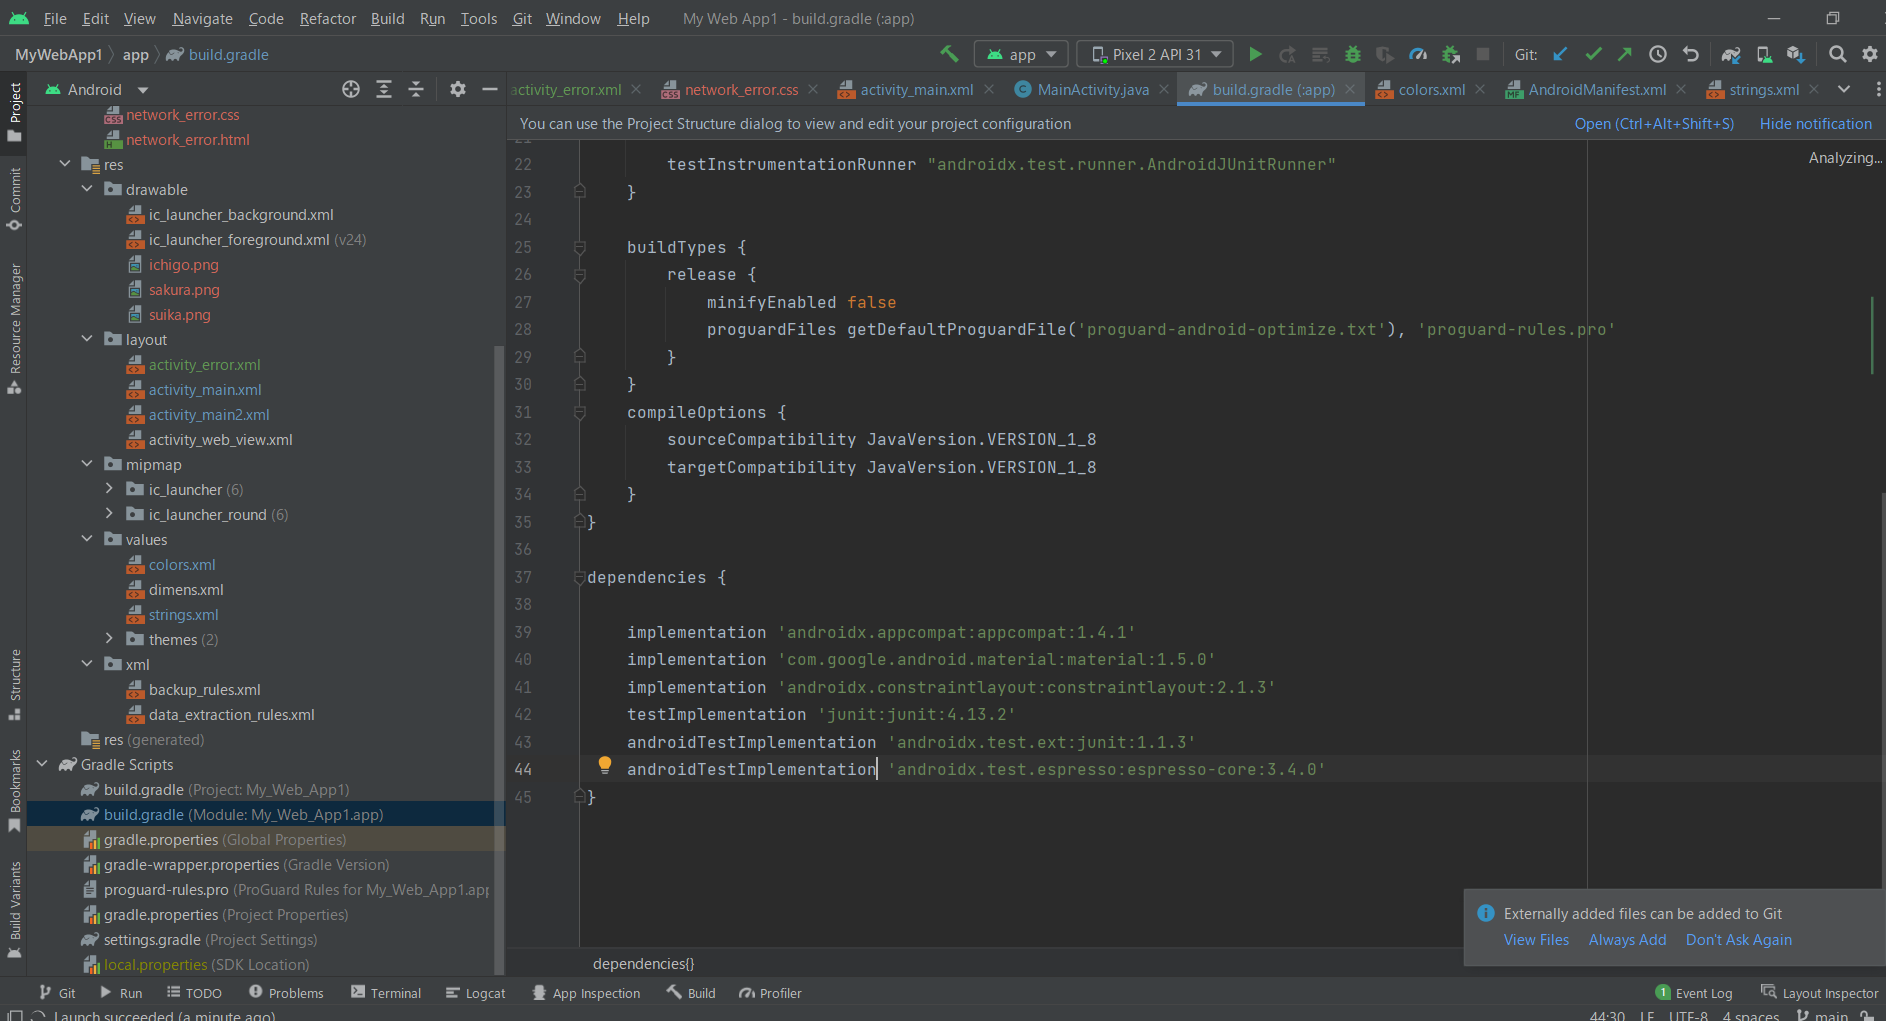 File Edit View Navigate Code Refactor Build Run Tools Git Window Help My Web App1 - build.gradle (:app)
MyWebApp1 app build.gradle
app Pixel 2 API 31 Git:
Project
Commit
Resource Manager
Structure
Bookmarks
Build Variants
Android
network_error.css
network_error.html
res
drawable
ic_launcher_background.xml
ic_launcher_foreground.xml (v24)
ichigo.png
sakura.png
suika.png
layout
activity_error.xml
activity_main.xml
activity_main2.xml
activity_web_view.xml
mipmap
ic_launcher (6)
ic_launcher_round (6)
values
colors.xml
dimens.xml
strings.xml
themes (2)
xml
backup_rules.xml
data_extraction_rules.xml
res (generated)
Gradle Scripts
build.gradle (Project: My_Web_App1)
build.gradle (Module: My_Web_App1.app)
gradle.properties (Global Properties)
gradle-wrapper.properties (Gradle Version)
proguard-rules.pro (ProGuard Rules for My_Web_App1.app
gradle.properties (Project Properties)
settings.gradle (Project Settings)
local.properties (SDK Location)
activity_error.xml network_error.css activity_main.xml MainActivity.java build.gradle (:app) colors.xml AndroidManifest.xml strings.xml
You can use the Project Structure dialog to view and edit your project configuration Open (Ctrl+Alt+Shift+S) Hide notification
Analyzing...
21
22 testInstrumentationRunner "androidx.test.runner.AndroidJUnitRunner"
23 }
24
25 buildTypes {
26 release {
27 minifyEnabled false
28 proguardFiles getDefaultProguardFile('proguard-android-optimize.txt'), 'proguard-rules.pro'
29 }
30 }
31 compileOptions {
32 sourceCompatibility JavaVersion.VERSION_1_8
33 targetCompatibility JavaVersion.VERSION_1_8
34 }
35 }
36
37 dependencies {
38
39 implementation 'androidx.appcompat:appcompat:1.4.1'
40 implementation 'com.google.android.material:material:1.5.0'
41 implementation 'androidx.constraintlayout:constraintlayout:2.1.3'
42 testImplementation 'junit:junit:4.13.2'
43 androidTestImplementation 'androidx.test.ext:junit:1.1.3'
44 androidTestImplementation 'androidx.test.espresso:espresso-core:3.4.0'
45 }
Externally added files can be added to Git
View Files Always Add Don't Ask Again
dependencies{}
Git Run TODO Problems Terminal Logcat App Inspection Build Profiler 1 Event Log Layout Inspector
Launch succeeded (a minute ago) 44:30 LF UTF-8 4 spaces main